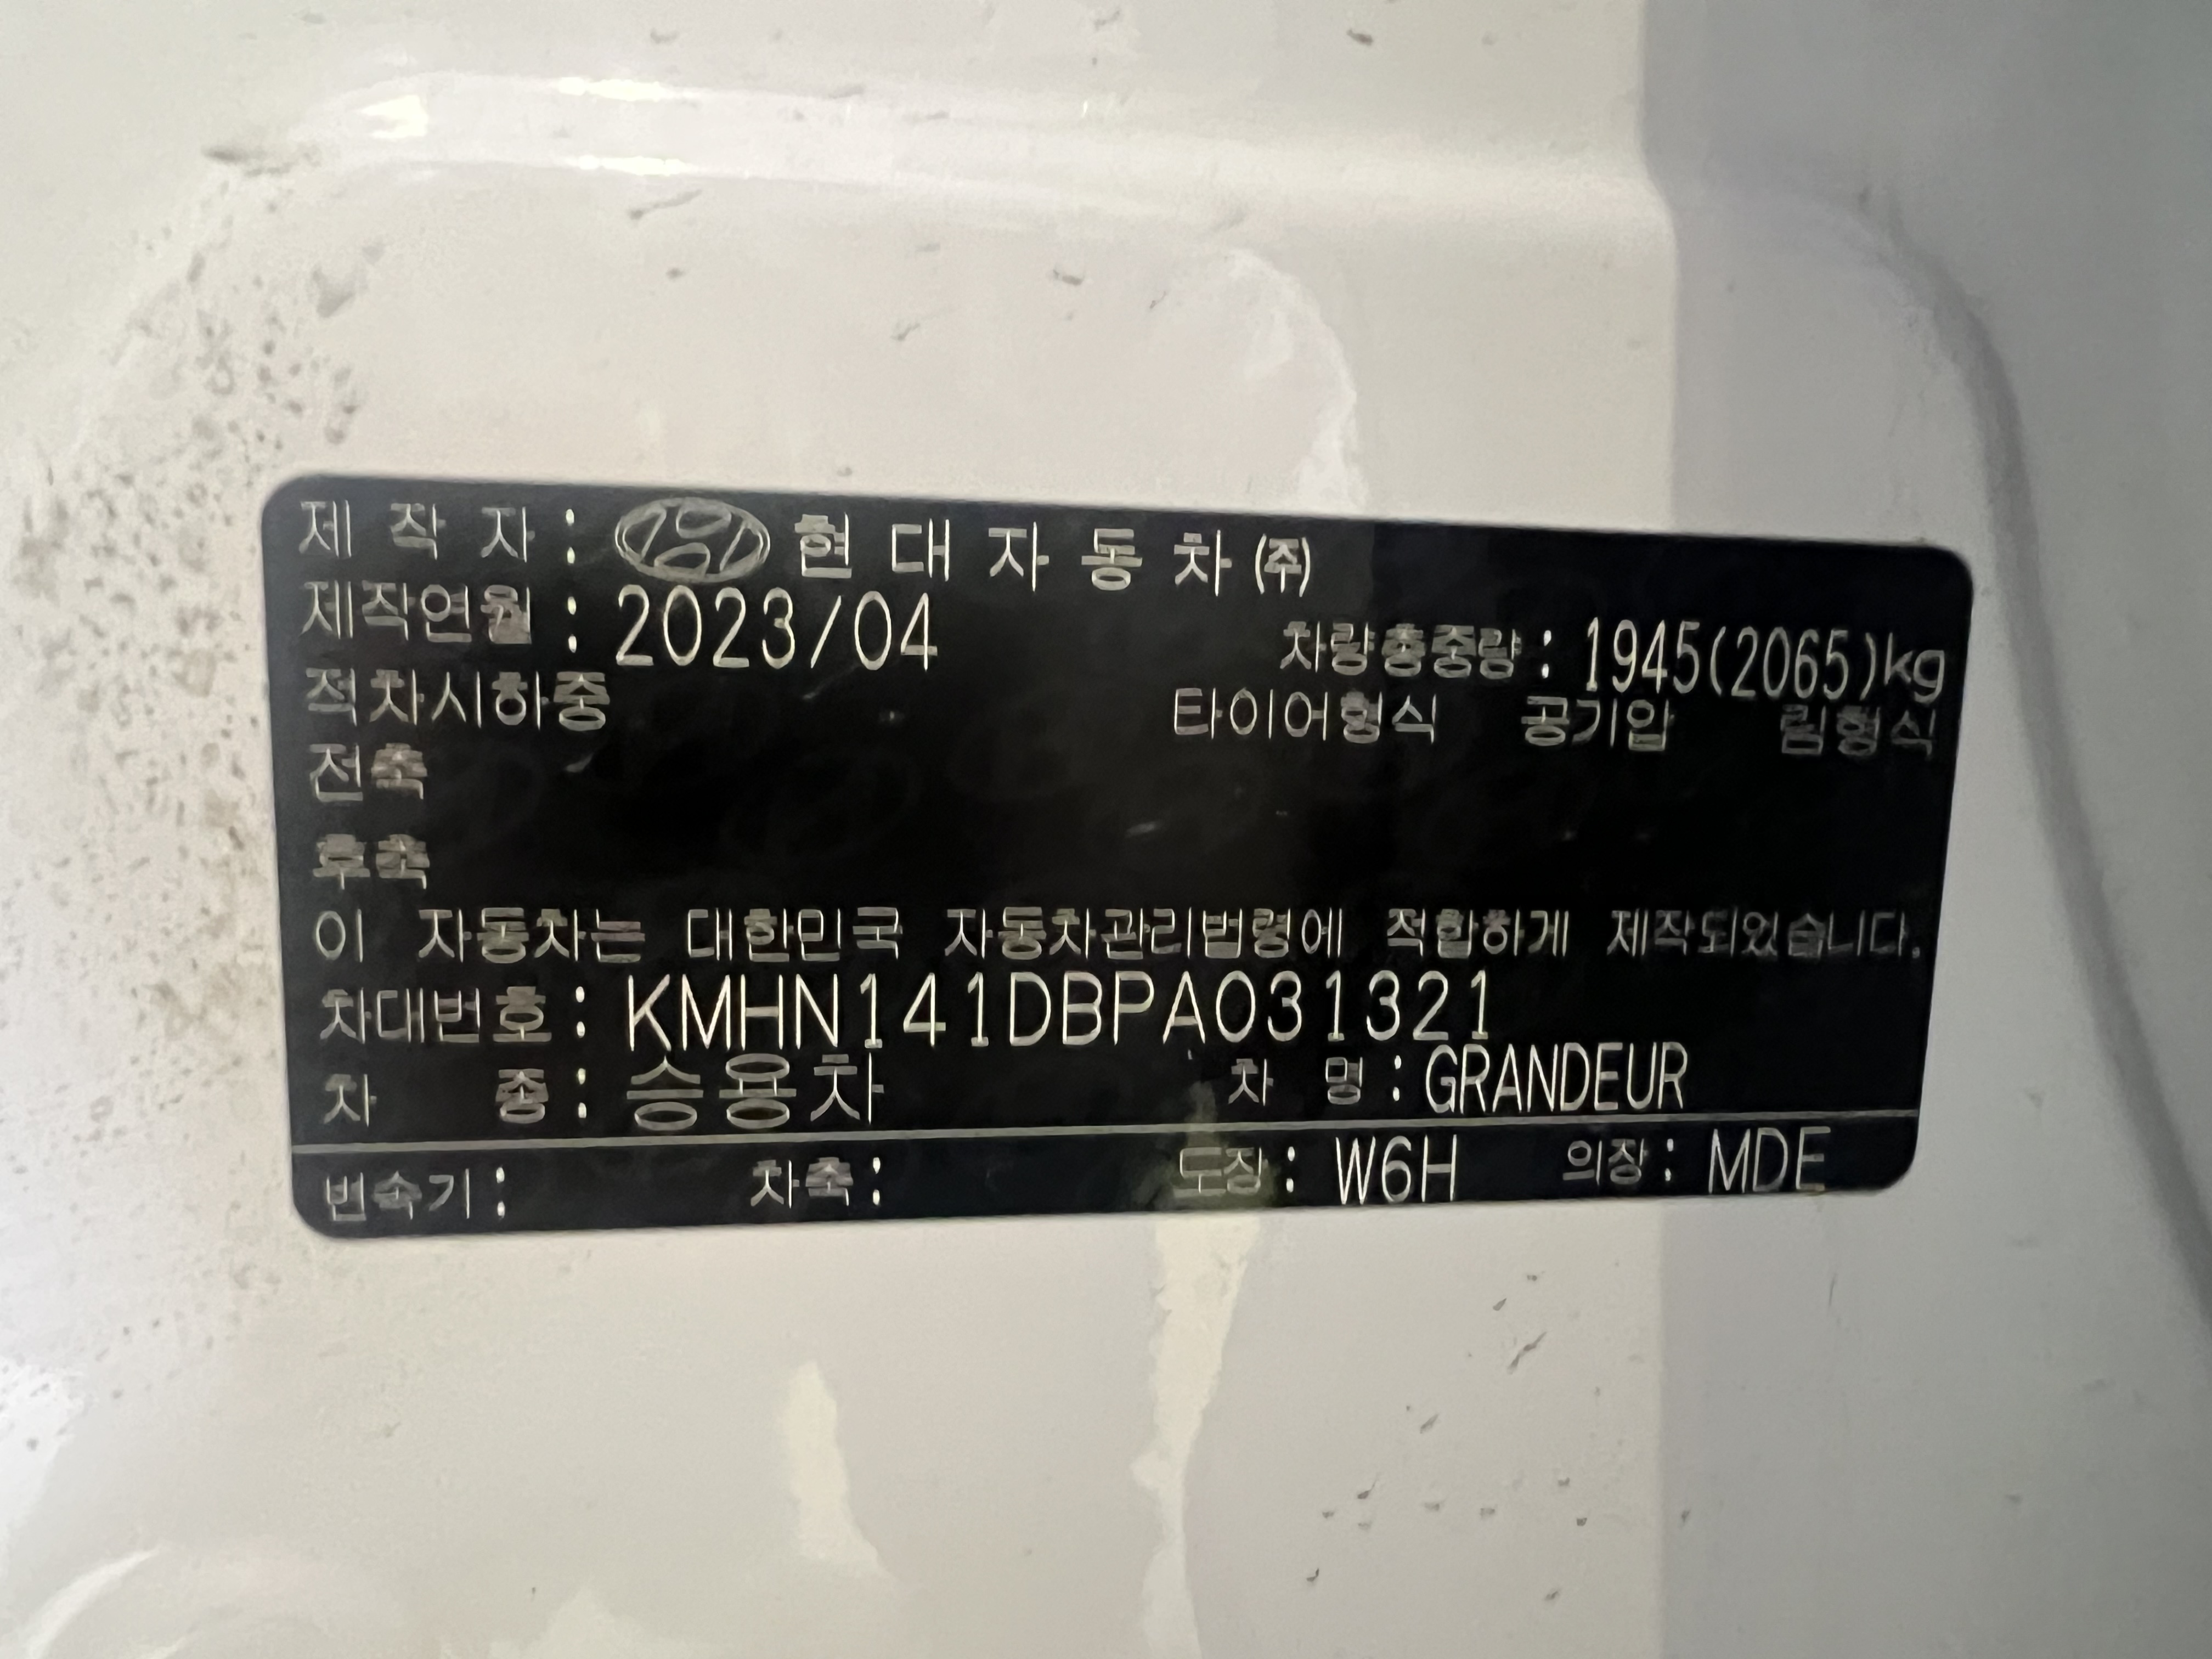 제 작 자 : 현 대 자 동 차 ㈜
제작연월 : 2023/04 차량총중량 : 1945(2065)kg
적차시하중 타이어형식 공기압 림형식
전축
후축
이 자동차는 대한민국 자동차관리법령에 적합하게 제작되었습니다.
차대번호 : KMHN141DBPA031321
차 종 : 승용차 차 명 : GRANDEUR
변속기 : 차축 : 도장 : W6H 의장 : MDE